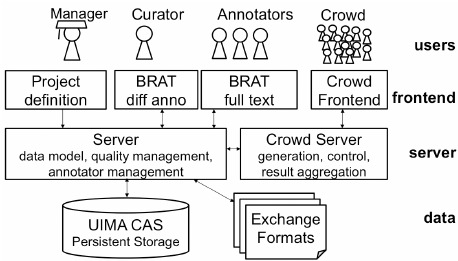 Manager Curator Annotators Crowd
users
Project definition
BRAT diff anno
BRAT full text
Crowd Frontend
frontend
Server
data model, quality management,
annotator management
Crowd Server
generation, control,
result aggregation
server
UIMA CAS
Persistent Storage
Exchange
Formats
data